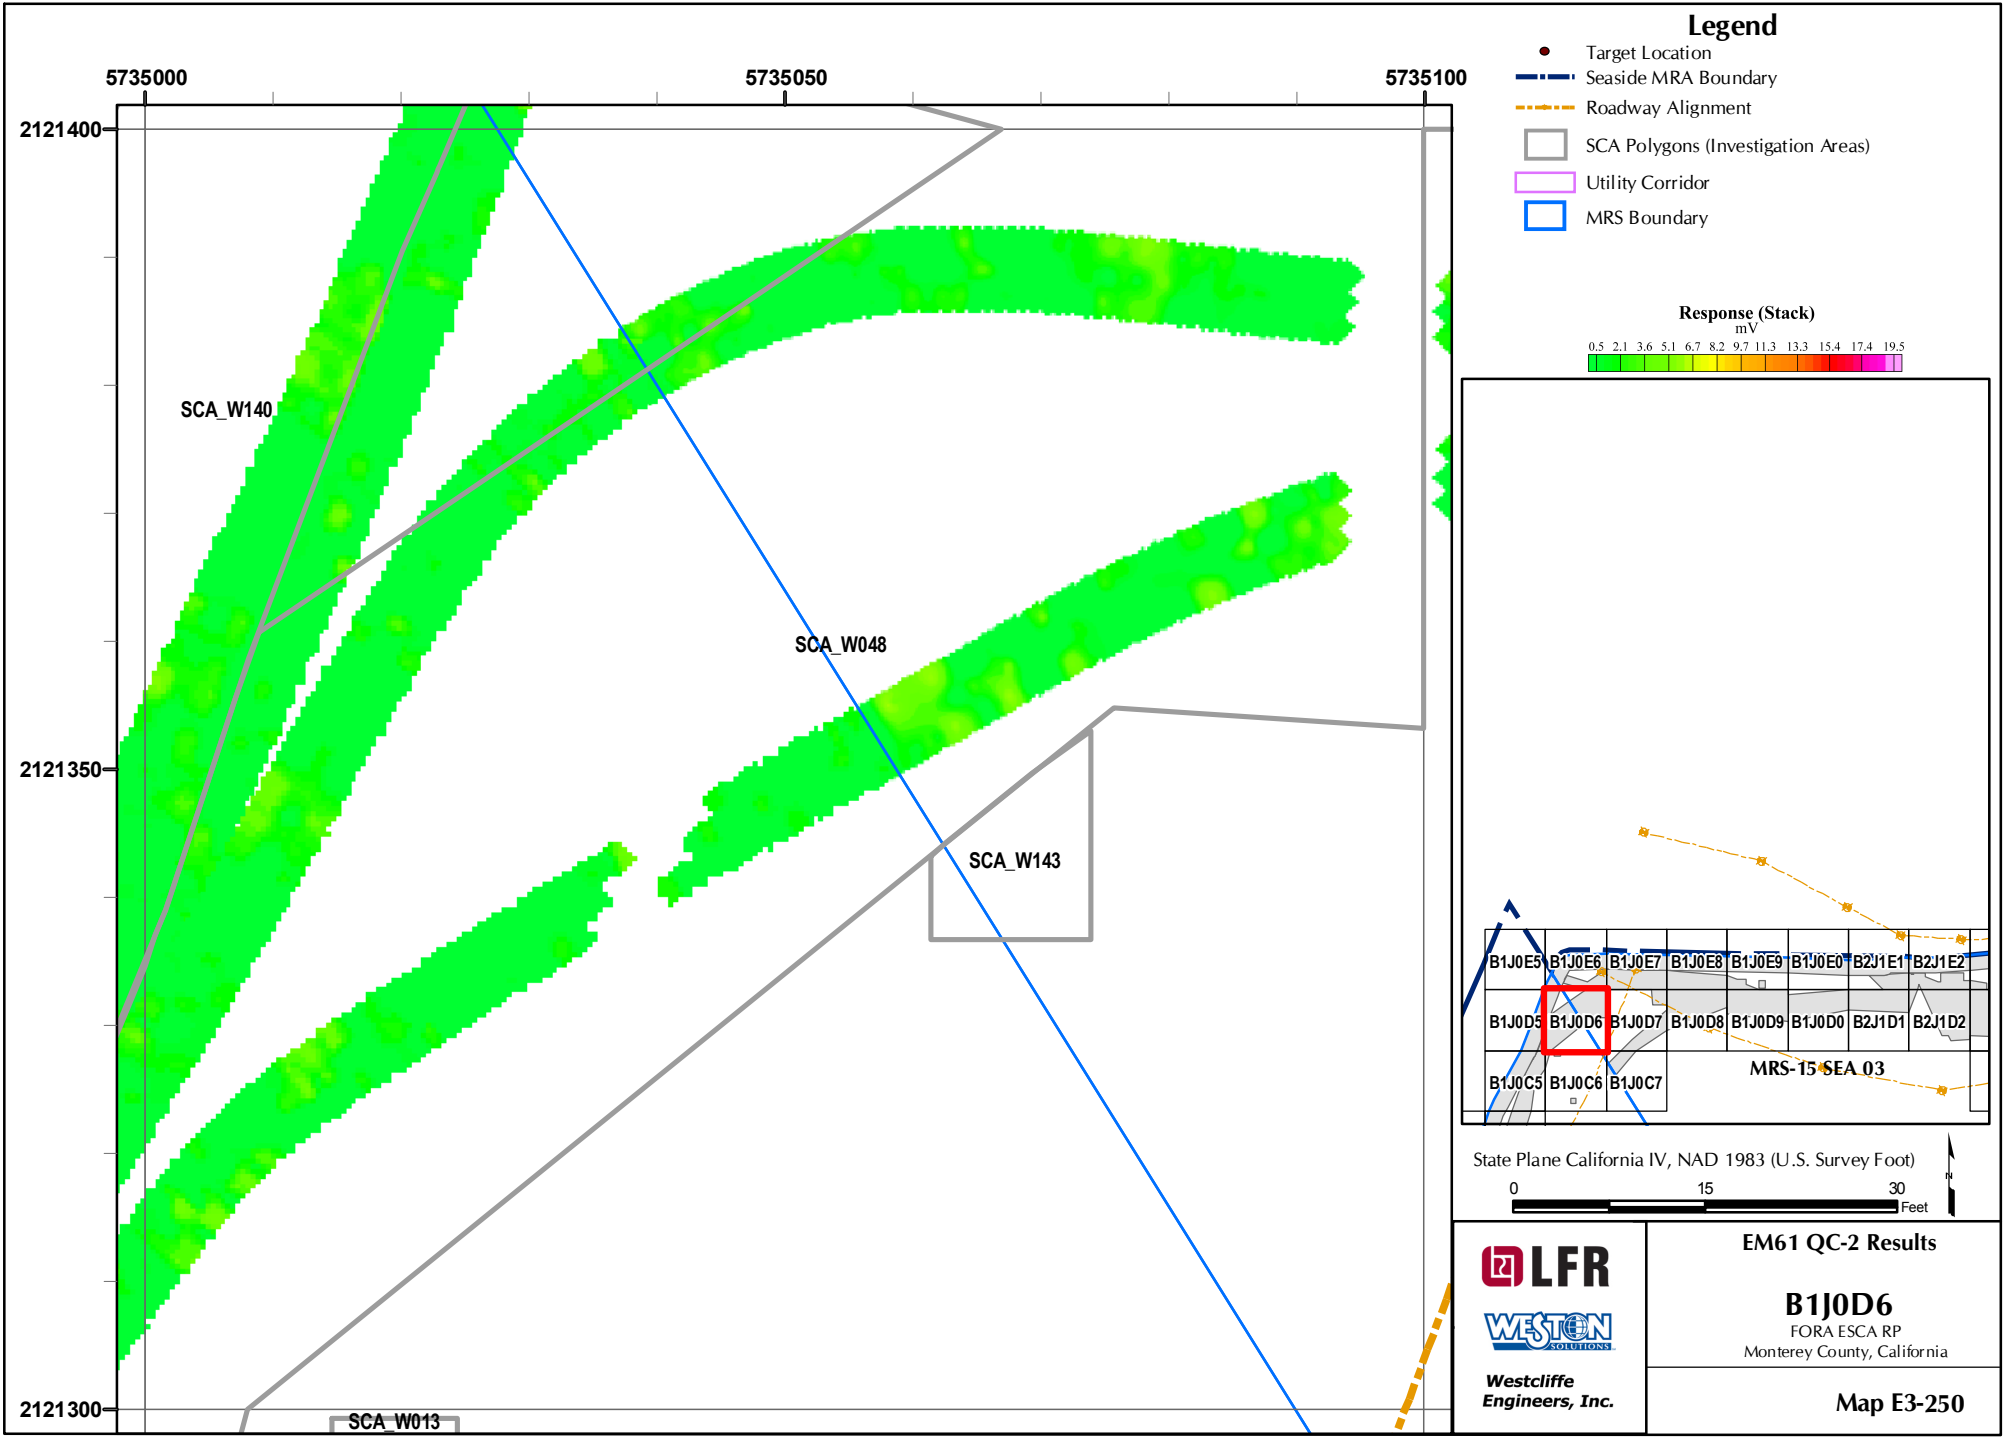 5735000
5735050
5735100
2121400
2121350
2121300
SCA_W140
SCA_W048
SCA_W143
SCA_W013
Legend
Target Location
Seaside MRA Boundary
Roadway Alignment
SCA Polygons (Investigation Areas)
Utility Corridor
MRS Boundary
Response (Stack)
mV
0.5 2.1 3.6 5.1 6.7 8.2 9.7 11.3 13.3 15.4 17.4 19.5
B1J0E5 B1J0E6 B1J0E7 B1J0E8 B1J0E9 B1J0E0 B2J1E1 B2J1E2
B1J0D5 B1J0D6 B1J0D7 B1J0D8 B1J0D9 B1J0D0 B2J1D1 B2J1D2
B1J0C5 B1J0C6 B1J0C7
MRS-15 SEA 03
State Plane California IV, NAD 1983 (U.S. Survey Foot)
0 15 30
Feet
N
LFR
WESTON
SOLUTIONS
Westcliffe
Engineers, Inc.
EM61 QC-2 Results
B1J0D6
FORA ESCA RP
Monterey County, California
Map E3-250